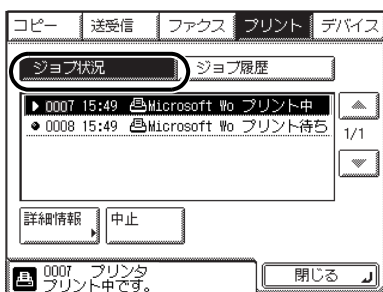 コピー 送受信 ファクス プリント デバイス
ジョブ状況 ジョブ履歴
0007 15:49 Microsoft Wo プリント中
0008 15:49 Microsoft Wo プリント待ち
1/1
詳細情報 中止
0007 プリンタ
プリント中です。
閉じる